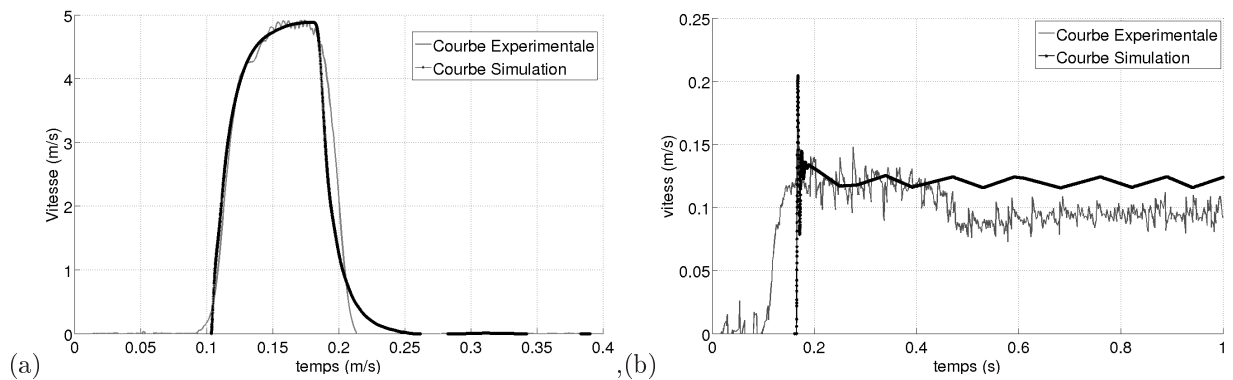 5
4
3
2
1
0
Vitesse (m/s)
Courbe Experimentale
Courbe Simulation
0 0.05 0.1 0.15 0.2 0.25 0.3 0.35 0.4
temps (m/s)
(a)
0.25
0.2
0.15
0.1
0.05
0
vitess (m/s)
Courbe Experimentale
Courbe Simulation
0 0.2 0.4 0.6 0.8 1
temps (s)
,(b)